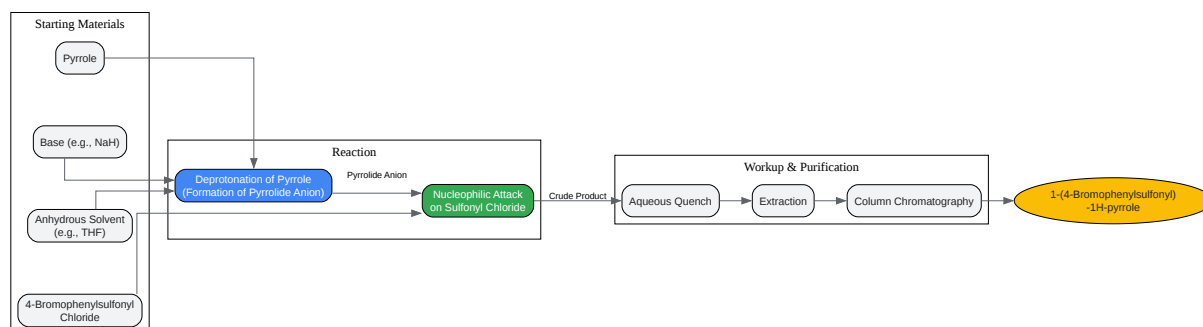 Starting Materials
Pyrrole
Base (e.g., NaH)
Anhydrous Solvent
(e.g., THF)
4-Bromophenylsulfonyl
Chloride
Reaction
Deprotonation of Pyrrole
(Formation of Pyrrolide Anion)
Pyrrolide Anion
Nucleophilic Attack
on Sulfonyl Chloride
Crude Product
Workup & Purification
Aqueous Quench
Extraction
Column Chromatography
1-(4-Bromophenylsulfonyl)
-1H-pyrrole